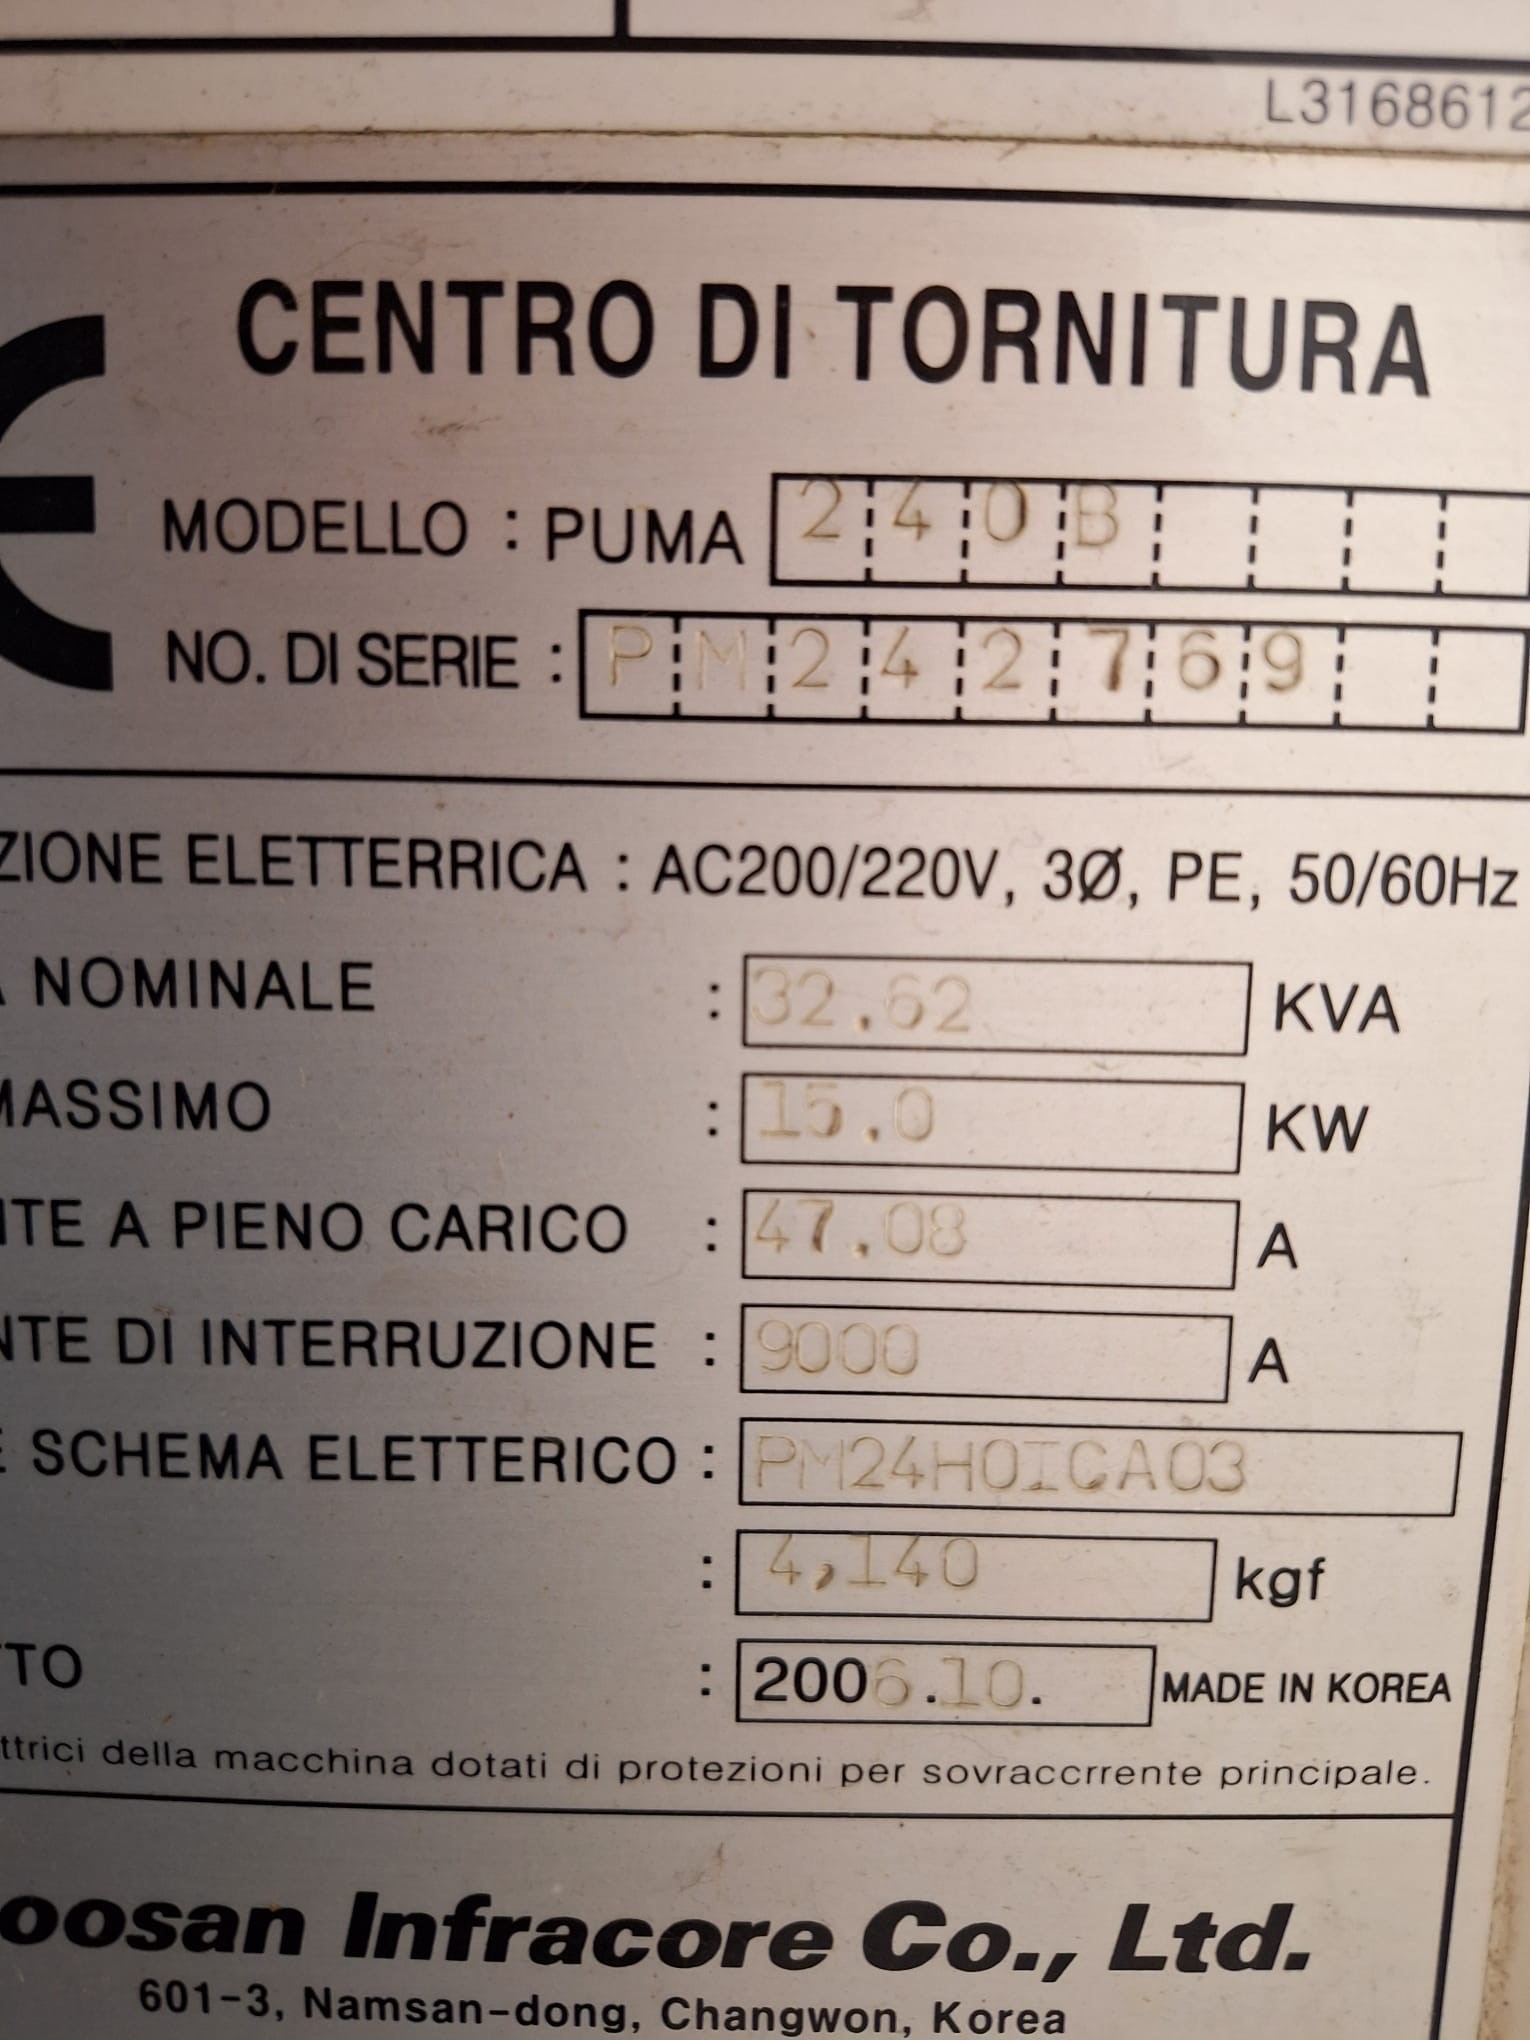 L3168612
CENTRO DI TORNITURA
MODELLO : PUMA 240B
NO. DI SERIE : PM242769
ZIONE ELETTERRICA : AC200/220V, 3Ø, PE, 50/60Hz
A NOMINALE : 32.62 KVA
MASSIMO : 15.0 KW
NTE A PIENO CARICO : 47.08 A
NTE DI INTERRUZIONE : 9000 A
E SCHEMA ELETTERICO : PM24HOICA03
: 4,140 kgf
TTO : 2006.10. MADE IN KOREA
ttrici della macchina dotati di protezioni per sovraccrrente principale.
oosan Infracore Co., Ltd.
601-3, Namsan-dong, Changwon, Korea